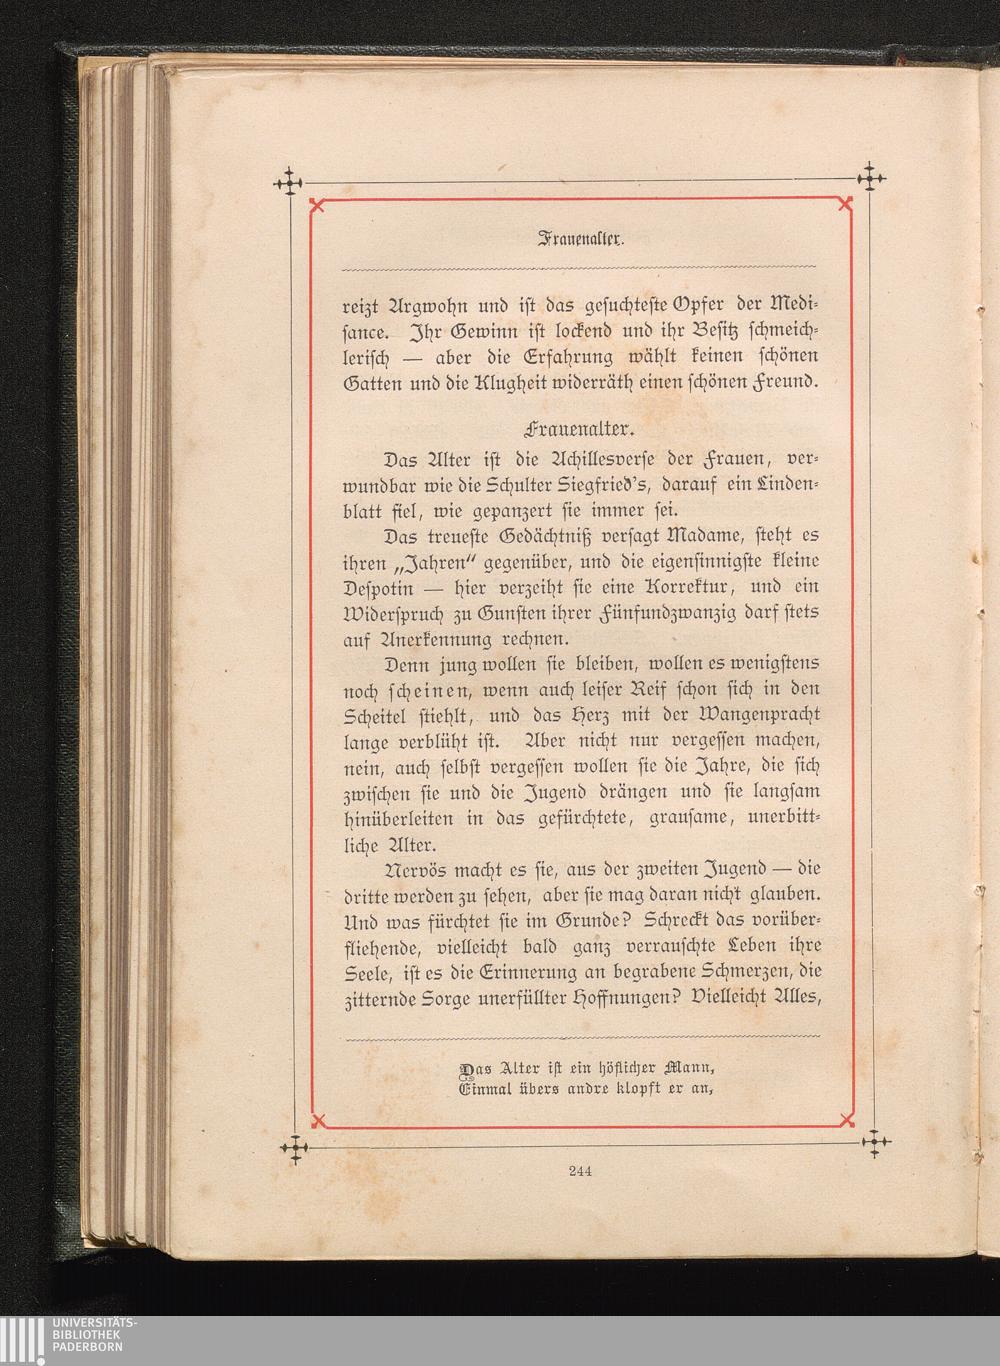 Frauenalter.
reizt Argwohn und ist das gesuchteste Opfer der Medi-
sance. Ihr Gewinn ist lockend und ihr Besitz schmeich-
lerisch — aber die Erfahrung wählt keinen schönen
Gatten und die Klugheit widerräth einen schönen Freund.
Frauenalter.
Das Alter ist die Achillesverse der Frauen, ver-
wundbar wie die Schulter Siegfried's, darauf ein Linden-
blatt fiel, wie gepanzert sie immer sei.
Das treueste Gedächtniß versagt Madame, steht es
ihren „Jahren“ gegenüber, und die eigensinnigste kleine
Despotin — hier verzeiht sie eine Korrektur, und ein
Widerspruch zu Gunsten ihrer Fünfundzwanzig darf stets
auf Anerkennung rechnen.
Denn jung wollen sie bleiben, wollen es wenigstens
noch scheinen, wenn auch leiser Reif schon sich in den
Scheitel stiehlt, und das Herz mit der Wangenpracht
lange verblüht ist. Aber nicht nur vergessen machen,
nein, auch selbst vergessen wollen sie die Jahre, die sich
zwischen sie und die Jugend drängen und sie langsam
hinüberleiten in das gefürchtete, grausame, unerbitt-
liche Alter.
Nervös macht es sie, aus der zweiten Jugend — die
dritte werden zu sehen, aber sie mag daran nicht glauben.
Und was fürchtet sie im Grunde? Schreckt das vorüber-
fliehende, vielleicht bald ganz verrauschte Leben ihre
Seele, ist es die Erinnerung an begrabene Schmerzen, die
zitternde Sorge unerfüllter Hoffnungen? Vielleicht Alles,
Das Alter ist ein höflicher Mann,
Einmal übers andre klopft er an,
244
UNIVERSITÄTS-
BIBLIOTHEK
PADERBORN